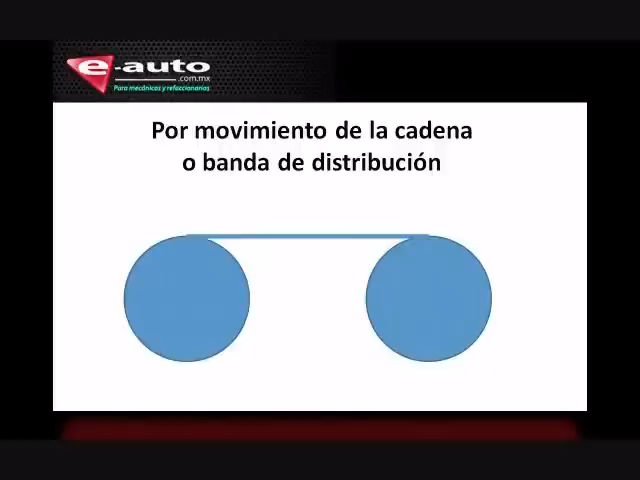 e-auto
.com.mx
Para mecánicos y refaccionarios
Por movimiento de la cadena
o banda de distribución